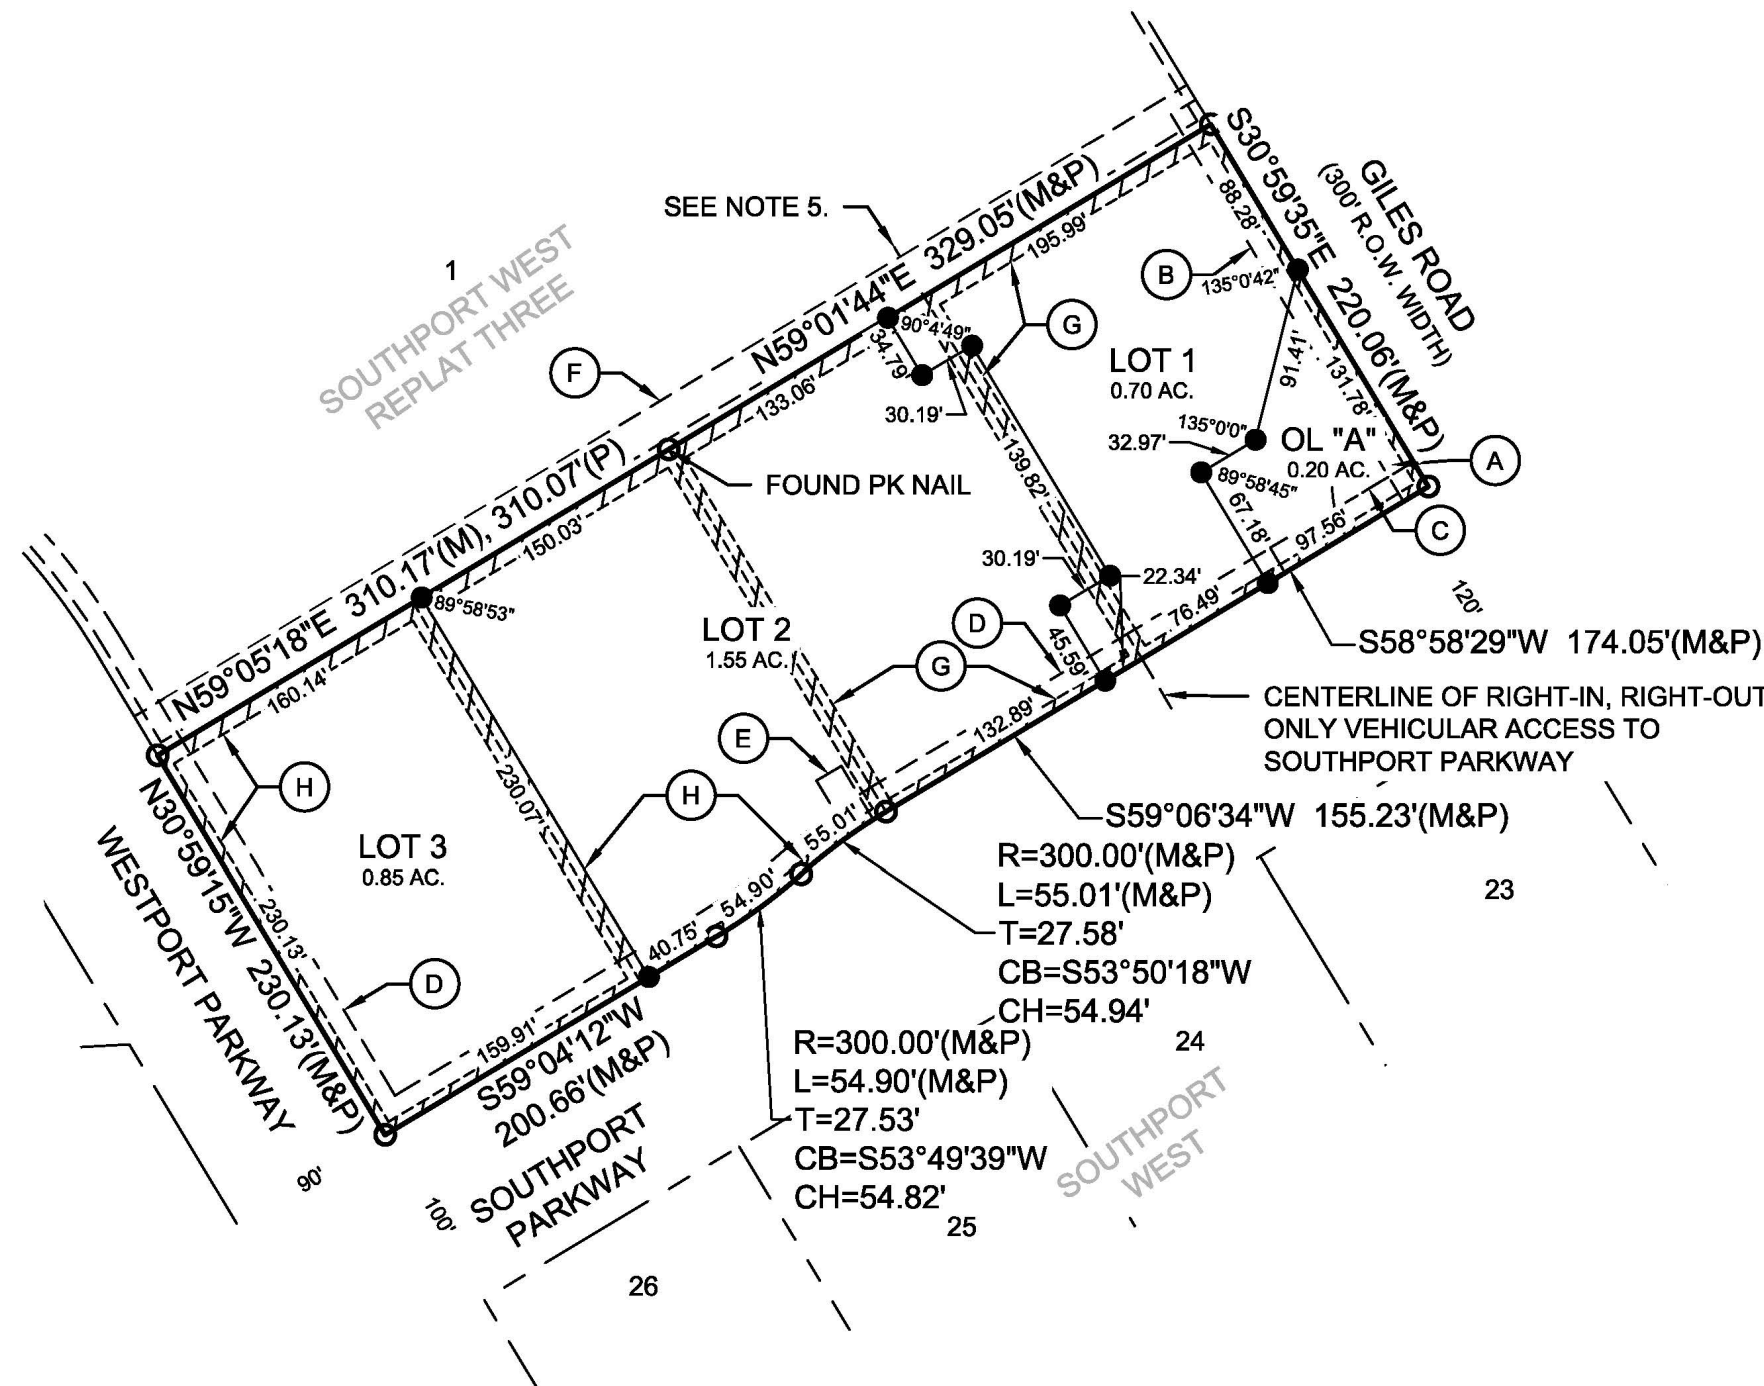 S30°59'35"E 220.06'(M&P)
GILES ROAD
(300' R.O.W. WIDTH)
88.28'
SEE NOTE 5.
N59°01'44"E 329.05'(M&P)
195.99'
B
135°0'42"
1
SOUTHPORT WEST
REPLAT THREE
G
90°4'49"
34.79'
30.19'
LOT 1
0.70 AC.
91.41'
131.78'
F
133.06'
135°0'0"
32.97'
OL "A"
0.20 AC.
A
89°58'45"
67.18'
97.56'
C
120'
FOUND PK NAIL
139.82'
N59°05'18"E 310.17'(M), 310.07'(P)
150.03'
30.19'
22.34'
76.49'
89°58'53"
D
45.59'
S58°58'29"W 174.05'(M&P)
LOT 2
1.55 AC.
G
CENTERLINE OF RIGHT-IN, RIGHT-OUT
ONLY VEHICULAR ACCESS TO
SOUTHPORT PARKWAY
160.14'
132.89'
E
H
230.07'
H
55.01'
S59°06'34"W 155.23'(M&P)
R=300.00'(M&P)
L=55.01'(M&P)
T=27.58'
CB=S53°50'18"W
CH=54.94'
LOT 3
0.85 AC.
54.90'
40.75'
23
N30°59'15"W 230.13'(M&P)
230.13'
WESTPORT PARKWAY
D
159.91'
S59°04'12"W
200.66'(M&P)
R=300.00'(M&P)
L=54.90'(M&P)
T=27.53'
CB=S53°49'39"W
CH=54.82'
24
SOUTHPORT
WEST
90'
100'
SOUTHPORT
PARKWAY
25
26